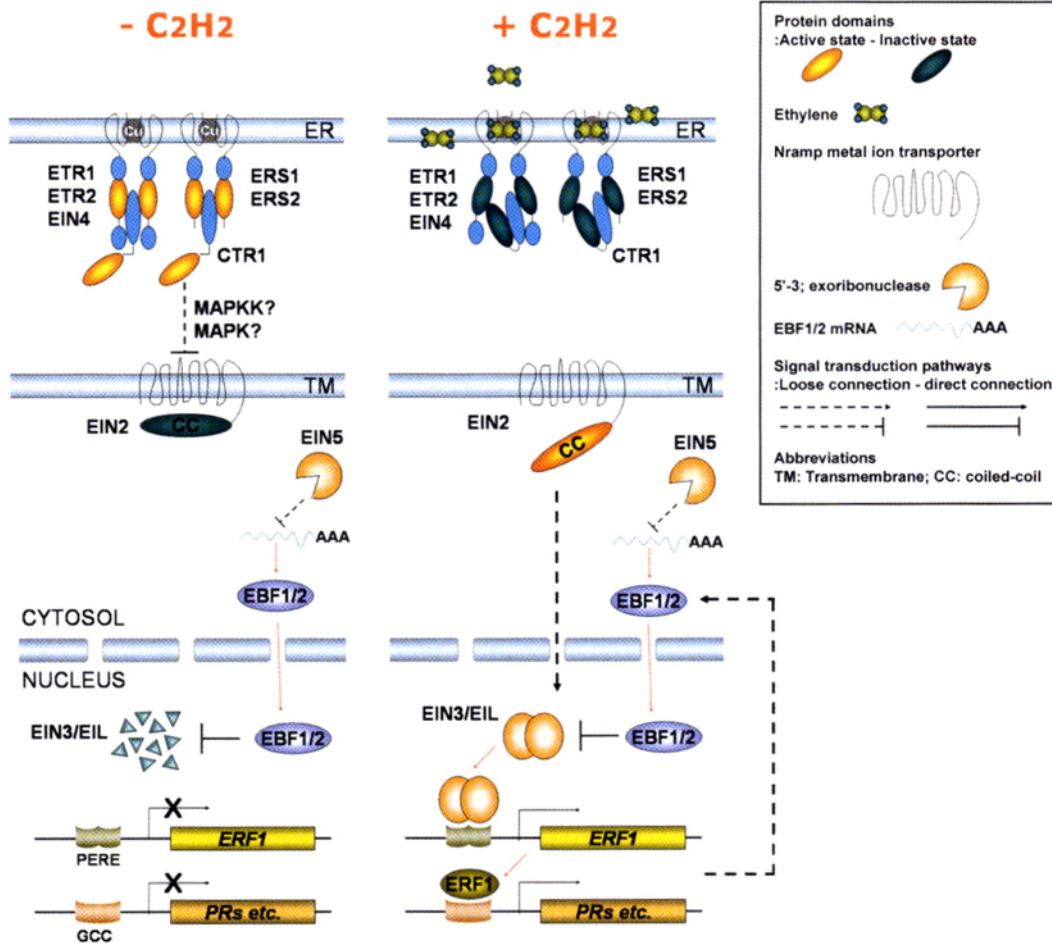 - C2H2
Cu
Cu
ER
ETR1
ETR2
EIN4
ERS1
ERS2
CTR1
MAPKK?
MAPK?
TM
EIN2
CC
EIN5
AAA
EBF1/2
CYTOSOL
NUCLEUS
EIN3/EIL
EBF1/2
X
ERF1
PERE
X
PRs etc.
GCC
+ C2H2
ER
ETR1
ETR2
EIN4
ERS1
ERS2
CTR1
TM
EIN2
CC
EIN5
AAA
EBF1/2
EIN3/EIL
EBF1/2
ERF1
ERF1
PRs etc.
Protein domains
:Active state - Inactive state
Ethylene
Nramp metal ion transporter
5'-3; exoribonuclease
EBF1/2 mRNA
AAA
Signal transduction pathways
:Loose connection - direct connection
Abbreviations
TM: Transmembrane; CC: coiled-coil